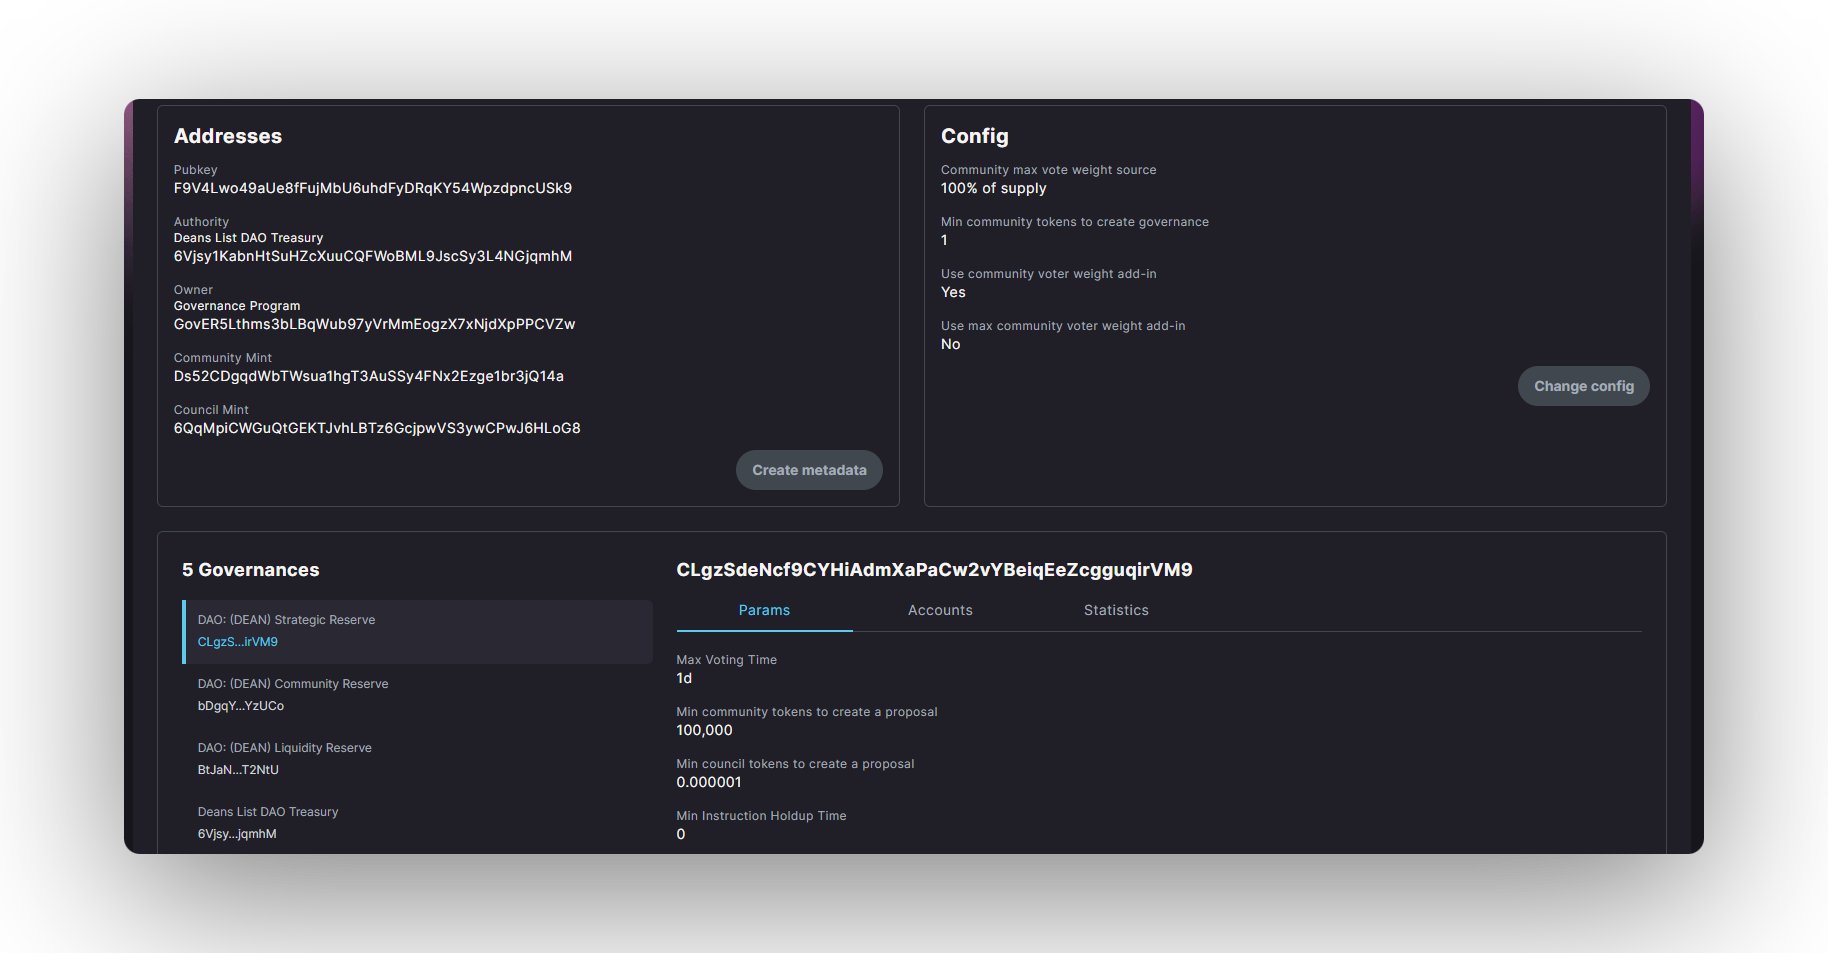 Addresses
Pubkey
F9V4Lwo49aUe8fFujMbU6uhdFyDRqKY54WpzdpncUSk9
Authority
Deans List DAO Treasury
6Vjsy1KabnHtSuHZcXuuCQFWoBML9JscSy3L4NGjqmhM
Owner
Governance Program
GovER5Lthms3bLBqWub97yVrMmEogzX7xNjdXpPPCVZw
Community Mint
Ds52CDgqdWbTWsua1hgT3AuSSy4FNx2Ezge1br3jQ14a
Council Mint
6QqMpiCWGuQtGEKTJvhLBTz6GcjpwVS3ywCPwJ6HLoG8
Create metadata
Config
Community max vote weight source
100% of supply
Min community tokens to create governance
1
Use community voter weight add-in
Yes
Use max community voter weight add-in
No
Change config
5 Governances
DAO: (DEAN) Strategic Reserve
CLgzS...irVM9
DAO: (DEAN) Community Reserve
bDgqY...YzUCo
DAO: (DEAN) Liquidity Reserve
BtJaN...T2NtU
Deans List DAO Treasury
6Vjsy...jqmhM
CLgzSdeNcf9CYHiAdmXaPaCw2vYBeiqEeZcgguqirVM9
Params Accounts Statistics
Max Voting Time
1d
Min community tokens to create a proposal
100,000
Min council tokens to create a proposal
0.000001
Min Instruction Holdup Time
0